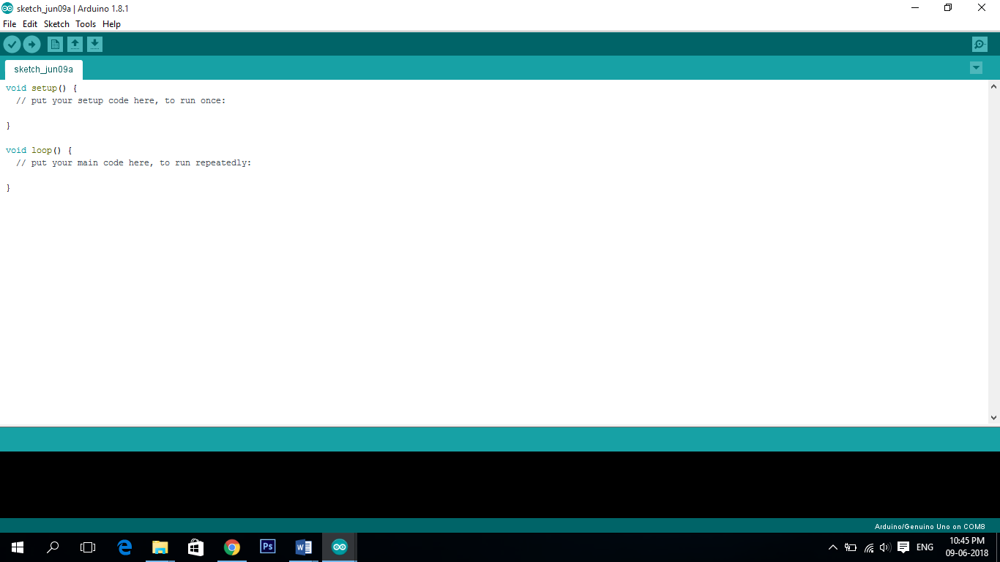 sketch_jun09a | Arduino 1.8.1
File Edit Sketch Tools Help
sketch_jun09a
void setup() {
  // put your setup code here, to run once:

}

void loop() {
  // put your main code here, to run repeatedly:

}
Arduino/Genuino Uno on COM8
Ps
W
ENG
10:45 PM
09-06-2018